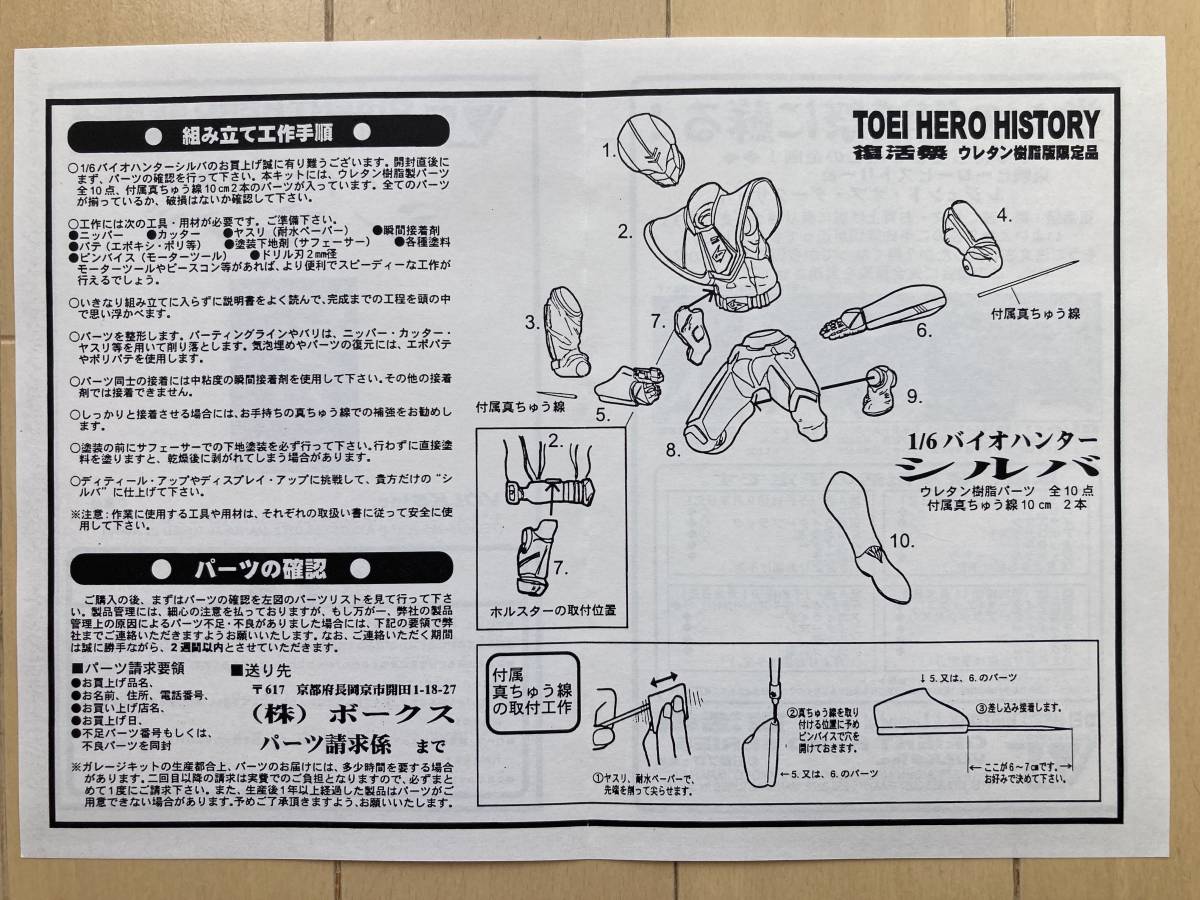 ● 組み立て工作手順 ●
○1/6バイオハンターシルバのお買上げ誠に有り難うございます。開封直後に
まず、パーツの確認を行って下さい。本キットには、ウレタン樹脂製パーツ
全10点、付属真ちゅう線10㎝2本のパーツが入っています。全てのパーツ
が揃っているか、破損はないか確認して下さい。
○工作には次の工具・用材が必要です。ご準備下さい。
●ニッパー ●カッター ●ヤスリ（耐水ペーパー） ●瞬間接着剤
●パテ（エポキシ・ポリ等） ●塗装下地剤（サフェーサー） ●各種塗料
●ピンバイス（モーターツール） ●ドリル刃2㎜径
モーターツールやピースコン等があれば、より便利でスピーディーな工作が
行えるでしょう。
○いきなり組み立てに入らずに説明書をよく読んで、完成までの工程を頭の中
で思い浮かべます。
○パーツを整形します。パーティングラインやバリは、ニッパー・カッター・
ヤスリ等を用いて削り落とします。気泡埋めやパーツの復元には、エポパテ
やポリパテを使用します。
○パーツ同士の接着には中粘度の瞬間接着剤を使用して下さい。その他の接着
剤では接着できません。
○しっかりと接着させる場合には、お手持ちの真ちゅう線での補強をお勧めし
ます。
○塗装の前にサフェーサーでの下地塗装を必ず行って下さい。行わずに直接塗
料を塗りますと、乾燥後に剥がれてしまう場合があります。
○ディティール・アップやディスプレイ・アップに挑戦して、貴方だけの“シ
ルバ”に仕上げて下さい。
※注意：作業に使用する工具や用材は、それぞれの取扱い書に従って安全に使
用して下さい。
● パーツの確認 ●
ご購入の後、まずはパーツの確認を左図のパーツリストを見て行って下さ
い。製品管理には、細心の注意を払っておりますが、もし万が一、弊社の製品
管理上の原因によるパーツ不足・不良がありました場合には、下記の要領で弊
社までご連絡いただきますようお願いいたします。なお、ご連絡いただく期間
は誠に勝手ながら、2週間以内とさせていただきます。
■パーツ請求要領
●お買上げ品名、
●お名前、住所、電話番号、
●お買い上げ店名、
●お買上げ日、
●不足パーツ番号もしくは、
不良パーツを同封
■送り先
〒617 京都府長岡京市開田1-18-27
（株）ボークス
パーツ請求係 まで
※ガレージキットの生産都合上、パーツのお届けには、多少時間を要する場合
があります。二回目以降の請求は実費でのご負担となりますので、必ずまと
めて1度にご請求下さい。また、生産後1年以上経過した製品はパーツがご
用意できない場合があります。予めご了承頂きますよう、お願いいたします。
TOEI HERO HISTORY
復活祭 ウレタン樹脂版限定品
1.
2.
3.
4.
付属真ちゅう線
7.
6.
5.
付属真ちゅう線
9.
8.
10.
2.
7.
ホルスターの取付位置
1/6 バイオハンター
シルバ
ウレタン樹脂パーツ 全10点
付属真ちゅう線10㎝ 2本
付属
真ちゅう線
の取付工作
①ヤスリ、耐水ペーパーで、
先端を削って尖らせます。
②真ちゅう線を取り
付ける位置に予め
ピンバイスで穴を
開けておきます。
←5.又は、6.のパーツ
↓5.又は、6.のパーツ
③差し込み接着します。
ここが6～7㎝です。
お好みで決めて下さい。